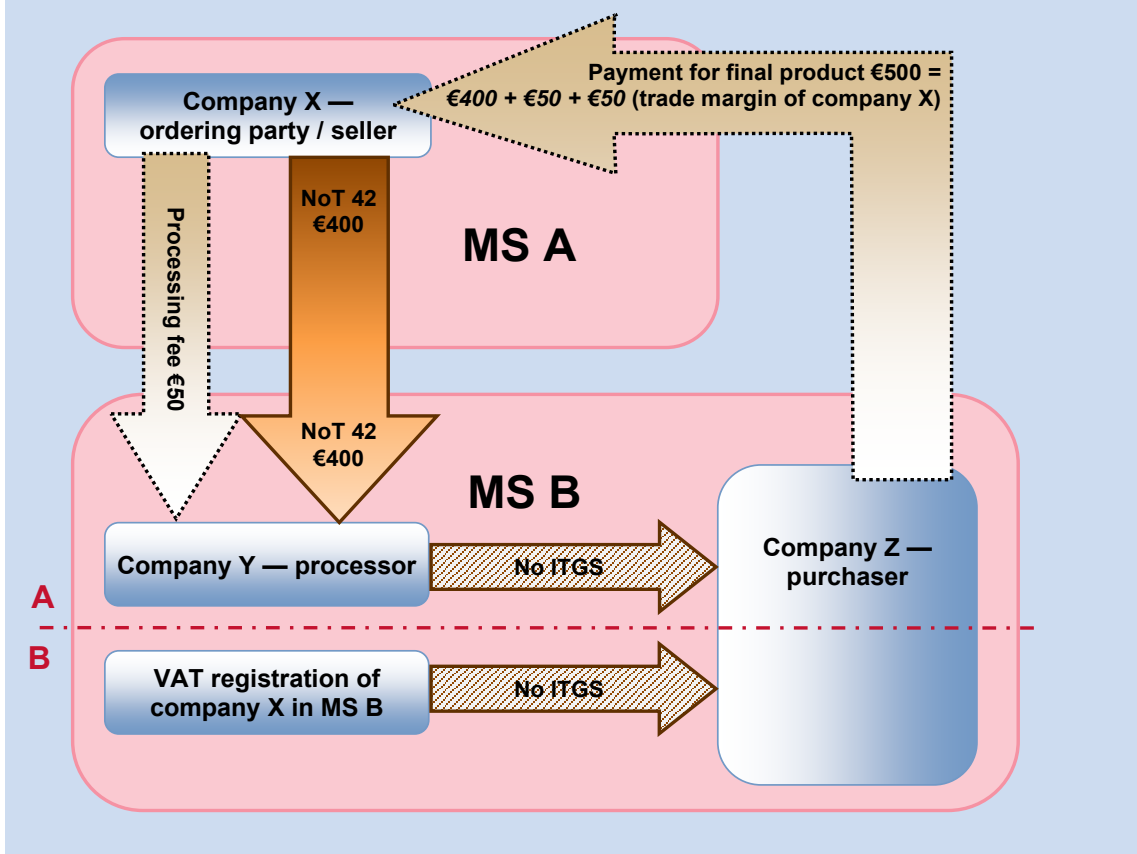 Payment for final product €500 =
€400 + €50 + €50 (trade margin of company X)
Company X —
ordering party / seller
Processing fee €50
NoT 42
€400
MS A
NoT 42
€400
MS B
Company Y — processor
No ITGS
Company Z —
purchaser
A
B
VAT registration of
company X in MS B
No ITGS